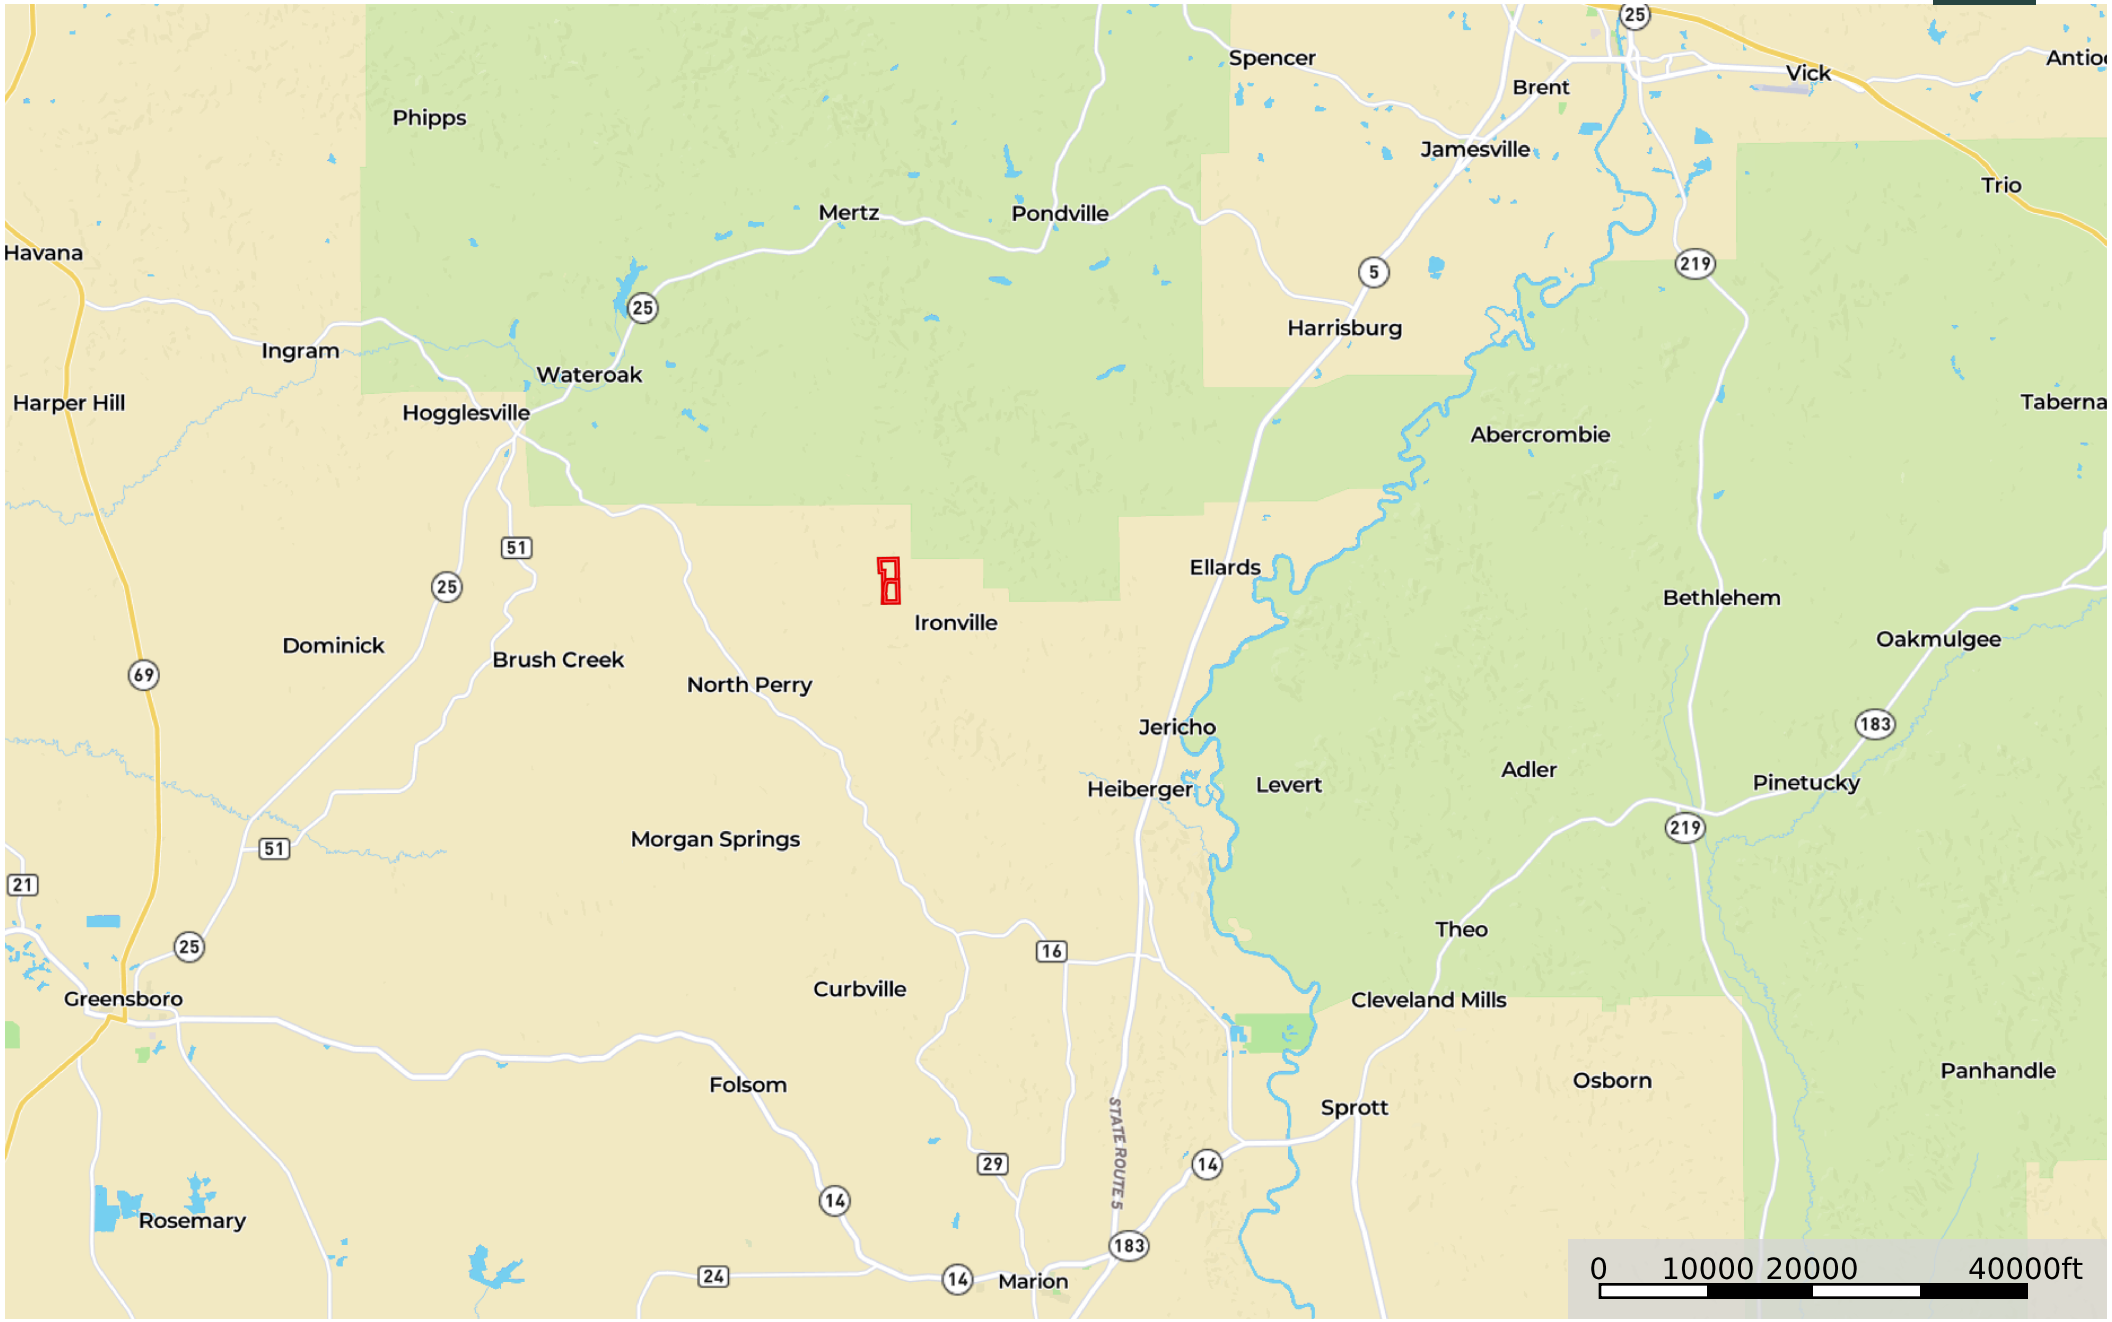 25
Spencer
Antioc
Vick
Brent
Phipps
Jamesville
Trio
Mertz
Pondville
Havana
219
5
25
Harrisburg
Ingram
Wateroak
Harper Hill
Taberna
Hogglesville
Abercrombie
51
Ellards
25
Bethlehem
Ironville
Oakmulgee
Dominick
Brush Creek
69
North Perry
183
Jericho
Adler
Pinetucky
Levert
Heiberger
219
Morgan Springs
51
21
Theo
25
16
Curbville
Greensboro
Cleveland Mills
Panhandle
Osborn
Folsom
Sprott
STATE ROUTE 5
29
14
14
Rosemary
183
0 10000 20000 40000ft
24
14
Marion